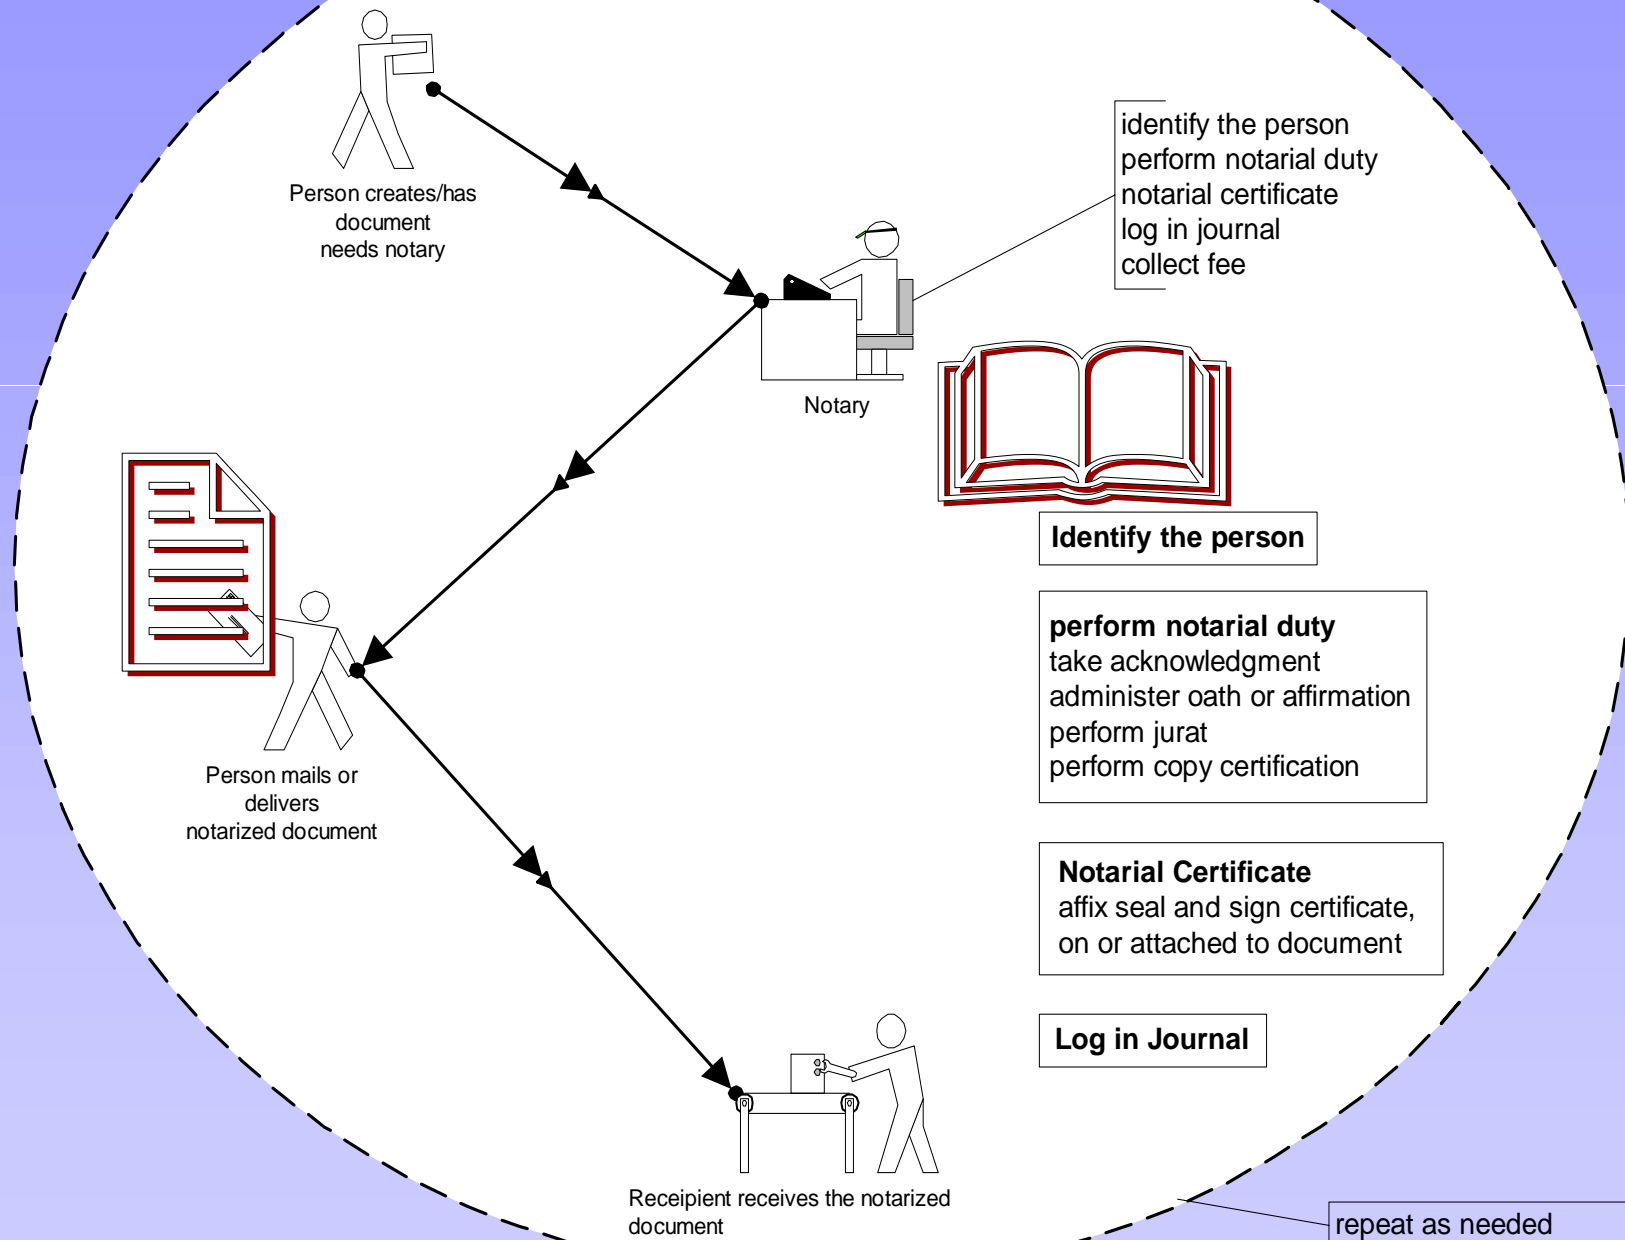 Person creates/has
document
needs notary
identify the person
perform notarial duty
notarial certificate
log in journal
collect fee
Notary
Identify the person
perform notarial duty
take acknowledgment
administer oath or affirmation
perform jurat
perform copy certification
Person mails or
delivers
notarized document
Notarial Certificate
affix seal and sign certificate,
on or attached to document
Log in Journal
Receipient receives the notarized
document
repeat as needed